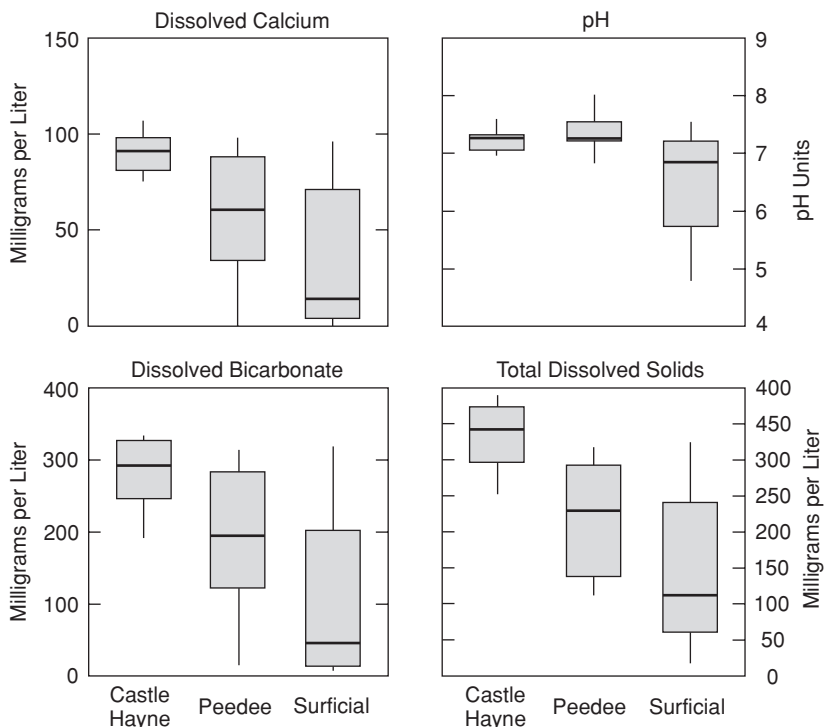 Dissolved Calcium
pH
Milligrams per Liter
150
100
50
0
9
8
7
6
5
4
pH Units
Dissolved Bicarbonate
Total Dissolved Solids
Milligrams per Liter
400
300
200
100
0
400
450
300
250
200
150
100
50
0
Milligrams per Liter
Castle
Hayne
Peedee
Surficial
Castle
Hayne
Peedee
Surficial